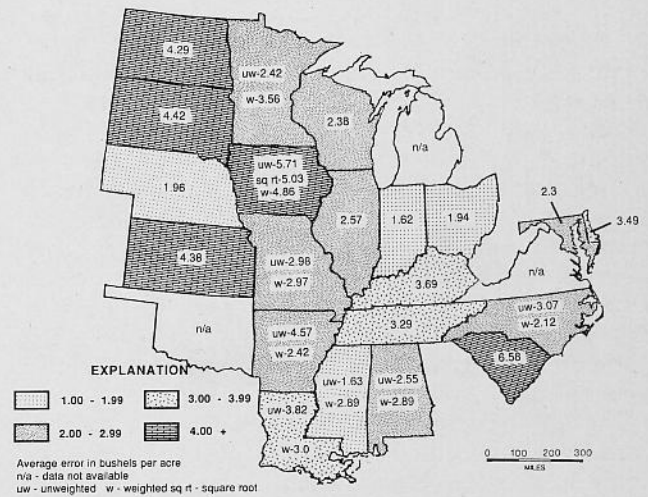 4.29
uw-2.42
w-3.56
4.42
2.38
n/a
uw-5.71
sq rt-5.03
w-4.86
1.96
2.57
1.62
1.94
2.3
3.49
4.38
uw-2.98
w-2.97
3.69
n/a
n/a
uw-4.57
w-2.42
3.29
uw-3.07
w-2.12
6.58
uw-1.63
w-2.89
uw-2.55
w-2.89
uw-3.82
w-3.0
EXPLANATION
1.00 - 1.99
3.00 - 3.99
2.00 - 2.99
4.00 +
Average error in bushels per acre
n/a - data not available
uw - unweighted w - weighted sq rt - square root
0 100 200 300
MILES